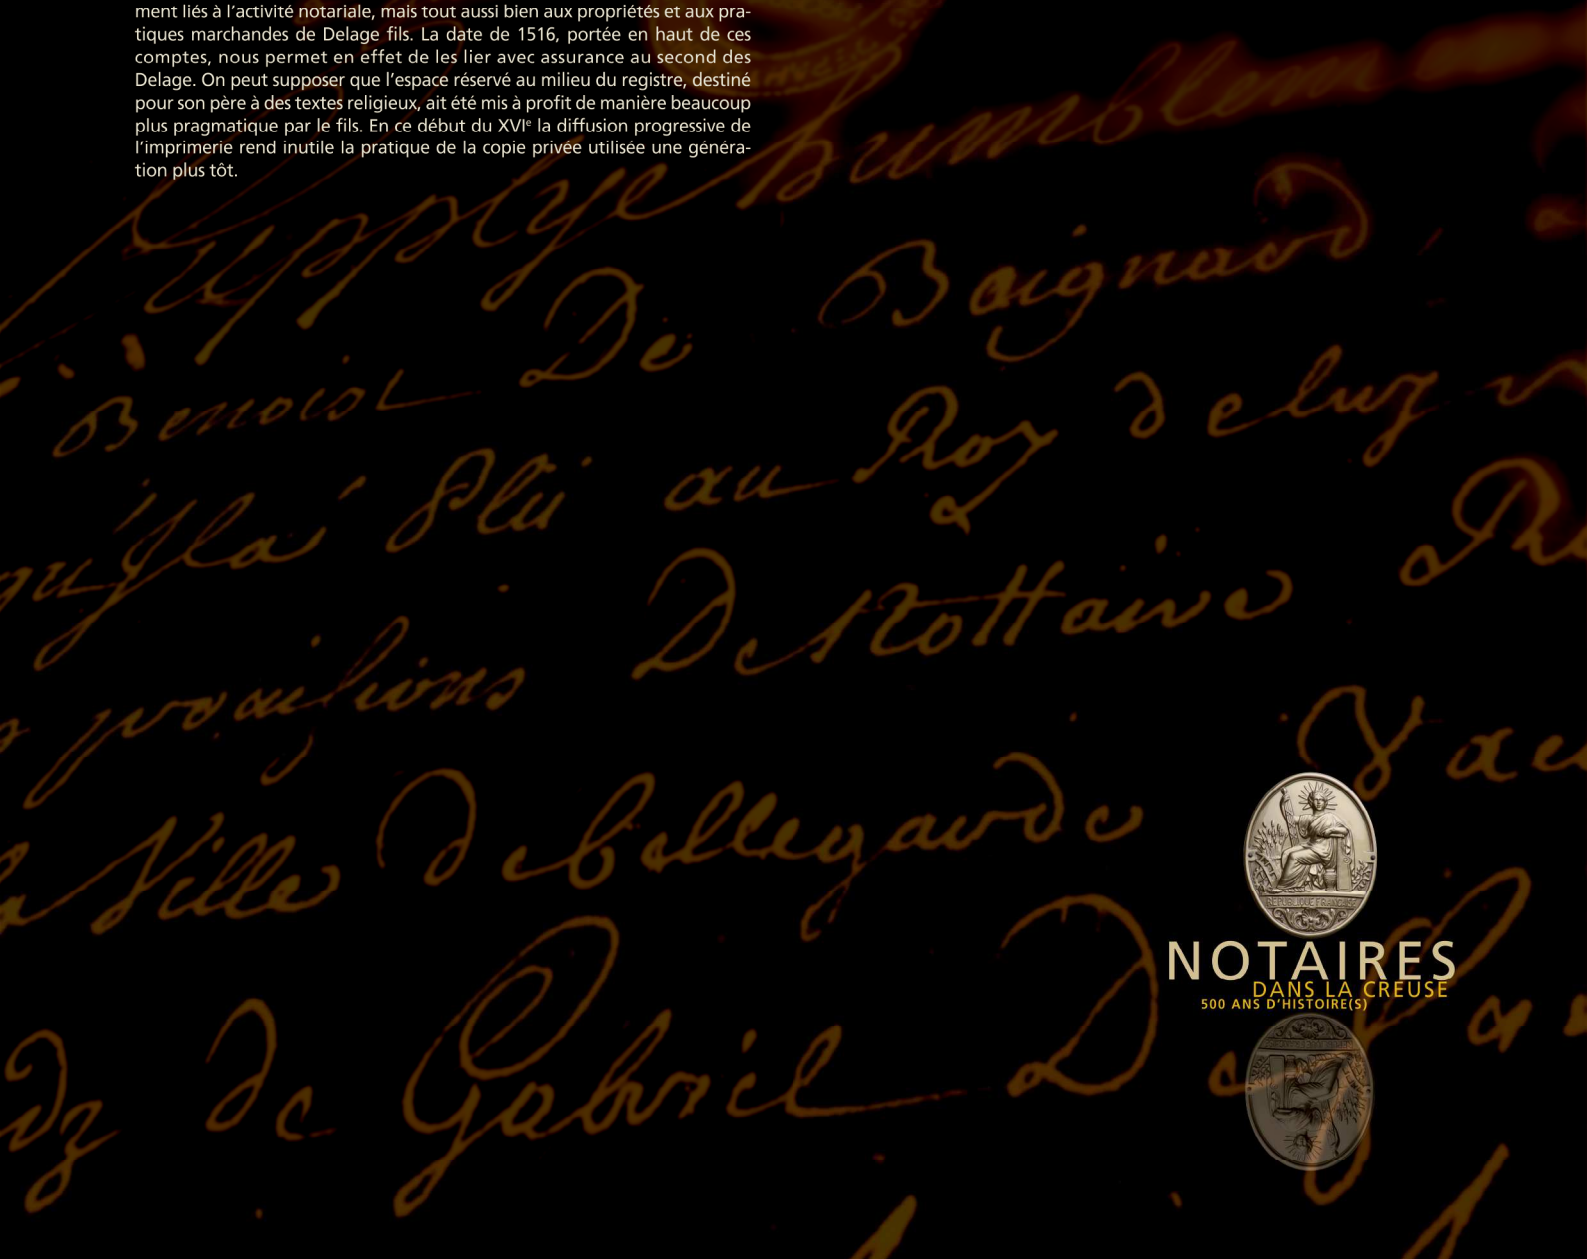 ment liés à l’activité notariale, mais tout aussi bien aux propriétés et aux pra-
tiques marchandes de Delage fils. La date de 1516, portée en haut de ces
comptes, nous permet en effet de les lier avec assurance au second des
Delage. On peut supposer que l’espace réservé au milieu du registre, destiné
pour son père à des textes religieux, ait été mis à profit de manière beaucoup
plus pragmatique par le fils. En ce début du XVIe la diffusion progressive de
l’imprimerie rend inutile la pratique de la copie privée utilisée une généra-
tion plus tôt.
Supplye humblem
Benoist De Baignard
plu au Roy de luy
De Nottaire
Ville de bellegarde
de Gabriel
REPUBLIQUE FRANÇAISE
NOTAIRES
DANS LA CREUSE
500 ANS D’HISTOIRE(S)